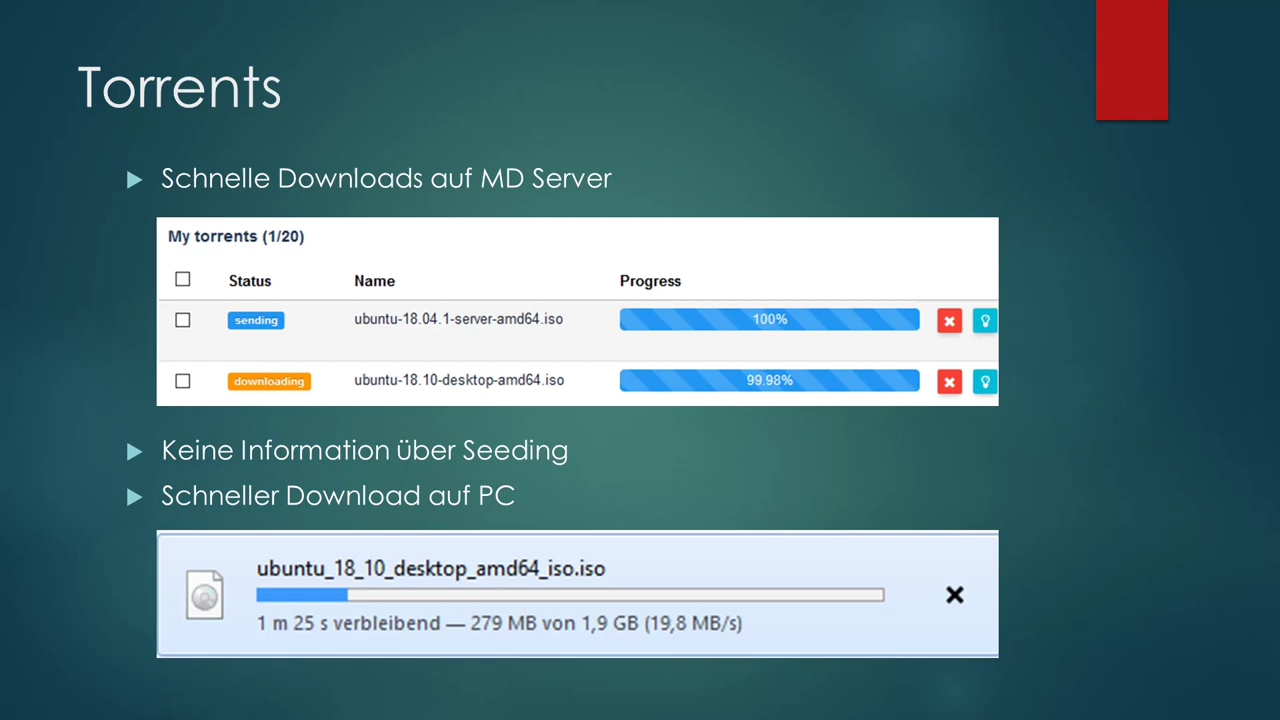 Torrents
Schnelle Downloads auf MD Server
My torrents (1/20)
Status Name Progress
sending ubuntu-18.04.1-server-amd64.iso 100%
downloading ubuntu-18.10-desktop-amd64.iso 99.98%
Keine Information über Seeding
Schneller Download auf PC
ubuntu_18_10_desktop_amd64_iso.iso
1 m 25 s verbleibend — 279 MB von 1,9 GB (19,8 MB/s)